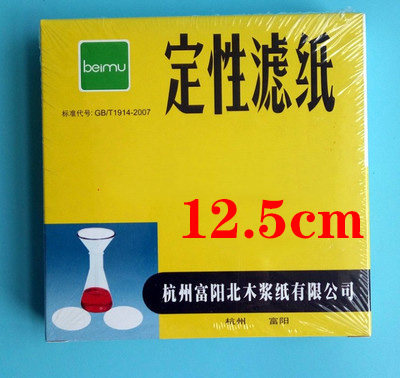 beimu
定性滤纸
标准代号: GB/T1914-2007
12.5cm
杭州富阳北木浆纸有限公司
杭州 富阳